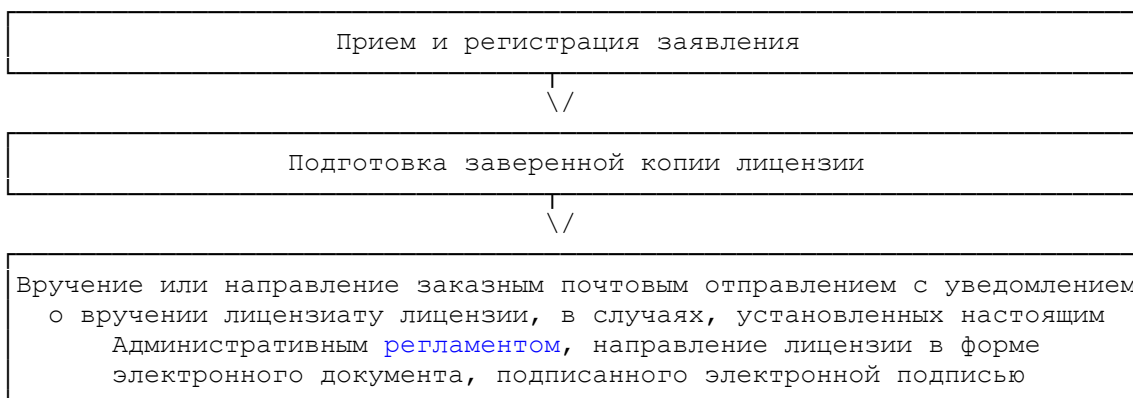 Прием и регистрация заявления
\/
Подготовка заверенной копии лицензии
\/
Вручение или направление заказным почтовым отправлением с уведомлением
о вручении лицензиату лицензии, в случаях, установленных настоящим
Административным регламентом, направление лицензии в форме
электронного документа, подписанного электронной подписью